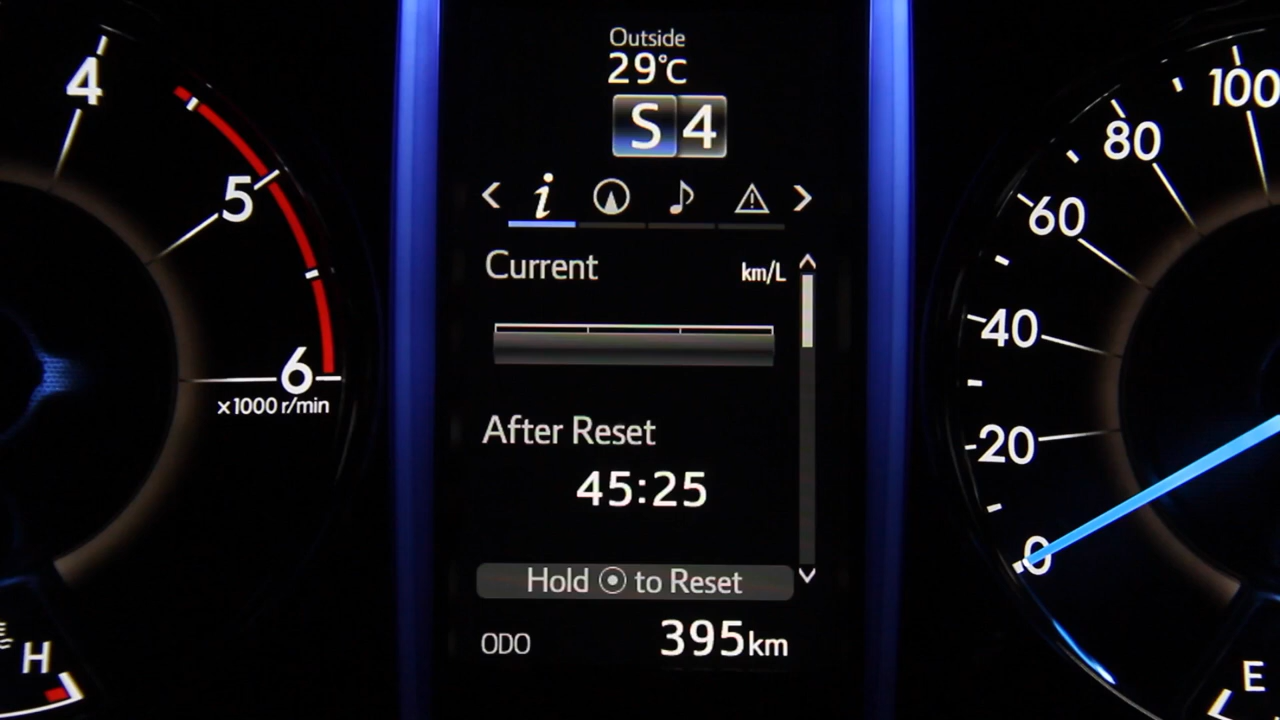 4
5
6
x1000 r/min
H
Outside
29°C
S 4
i
Current km/L
After Reset
45:25
Hold to Reset
ODO 395km
100
80
60
40
20
0
E